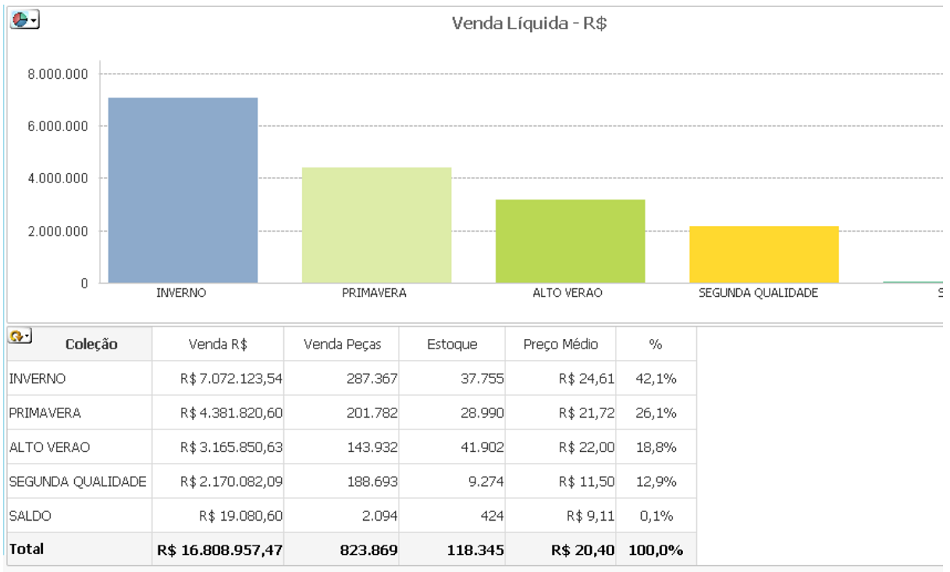 Venda Líquida - R$
8.000.000
6.000.000
4.000.000
2.000.000
0
INVERNO PRIMAVERA ALTO VERAO SEGUNDA QUALIDADE S
Coleção Venda R$ Venda Peças Estoque Preço Médio %
INVERNO R$ 7.072.123,54 287.367 37.755 R$ 24,61 42,1%
PRIMAVERA R$ 4.381.820,60 201.782 28.990 R$ 21,72 26,1%
ALTO VERAO R$ 3.165.850,63 143.932 41.902 R$ 22,00 18,8%
SEGUNDA QUALIDADE R$ 2.170.082,09 188.693 9.274 R$ 11,50 12,9%
SALDO R$ 19.080,60 2.094 424 R$ 9,11 0,1%
Total R$ 16.808.957,47 823.869 118.345 R$ 20,40 100,0%